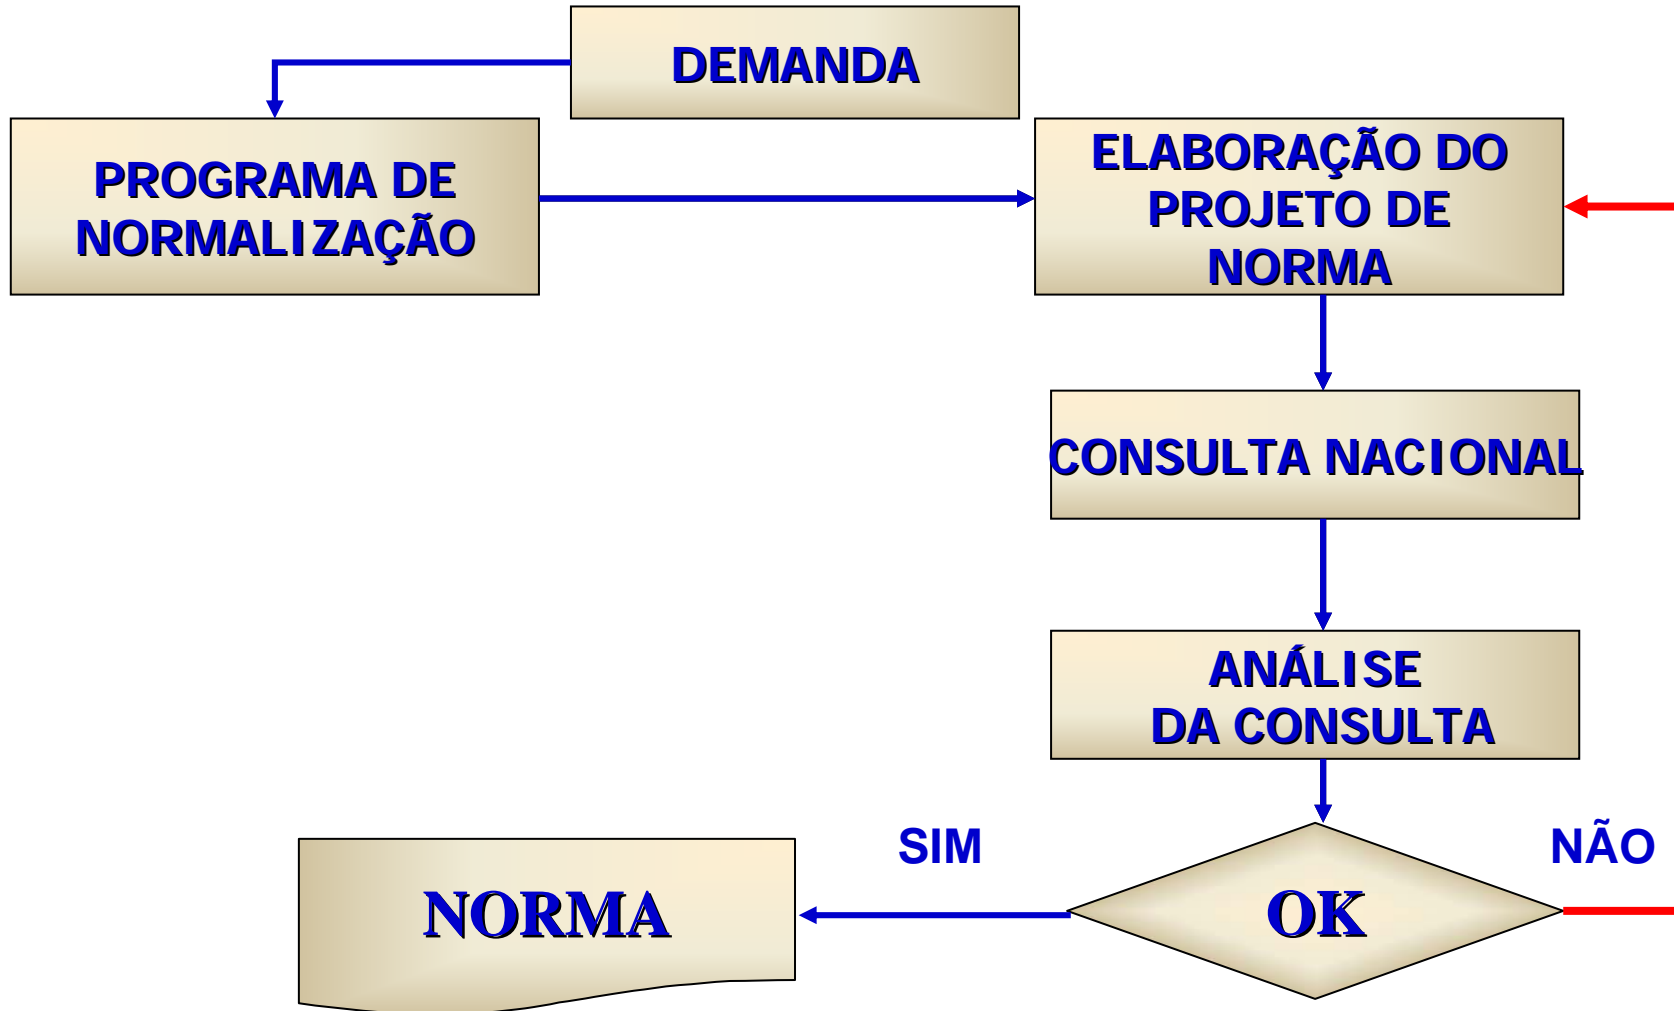 DEMANDA
PROGRAMA DE
NORMALIZAÇÃO
ELABORAÇÃO DO
PROJETO DE
NORMA
CONSULTA NACIONAL
ANÁLISE
DA CONSULTA
SIM
NÃO
NORMA
OK